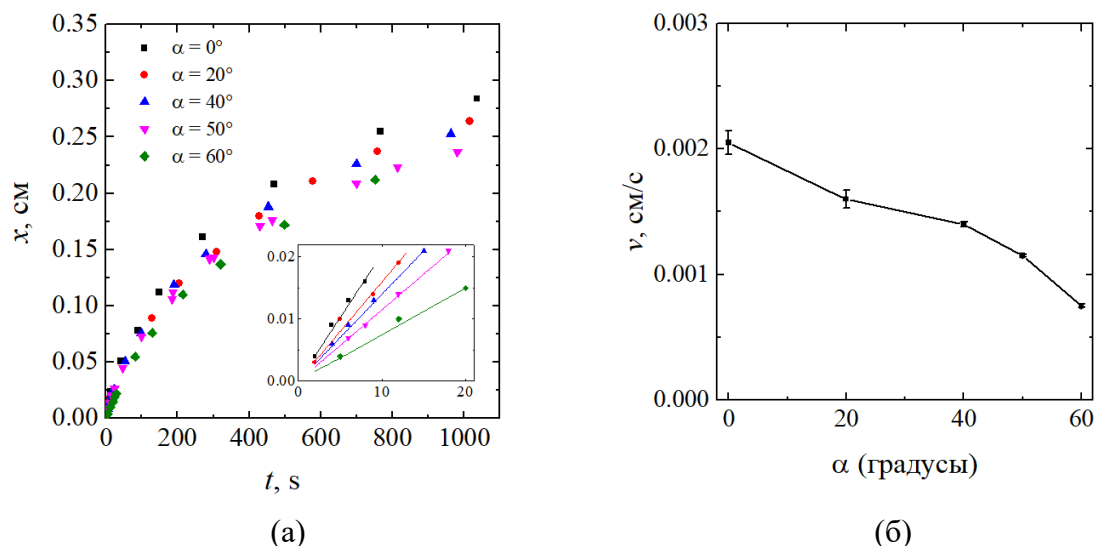 0.35
0.30
0.25
0.20
0.15
0.10
0.05
0.00
x, см
α = 0°
α = 20°
α = 40°
α = 50°
α = 60°
0.02
0.01
0.00
0 10 20
0 200 400 600 800 1000
t, s
(а)
0.003
0.002
0.001
0.000
v, см/с
0 20 40 60
α (градусы)
(б)